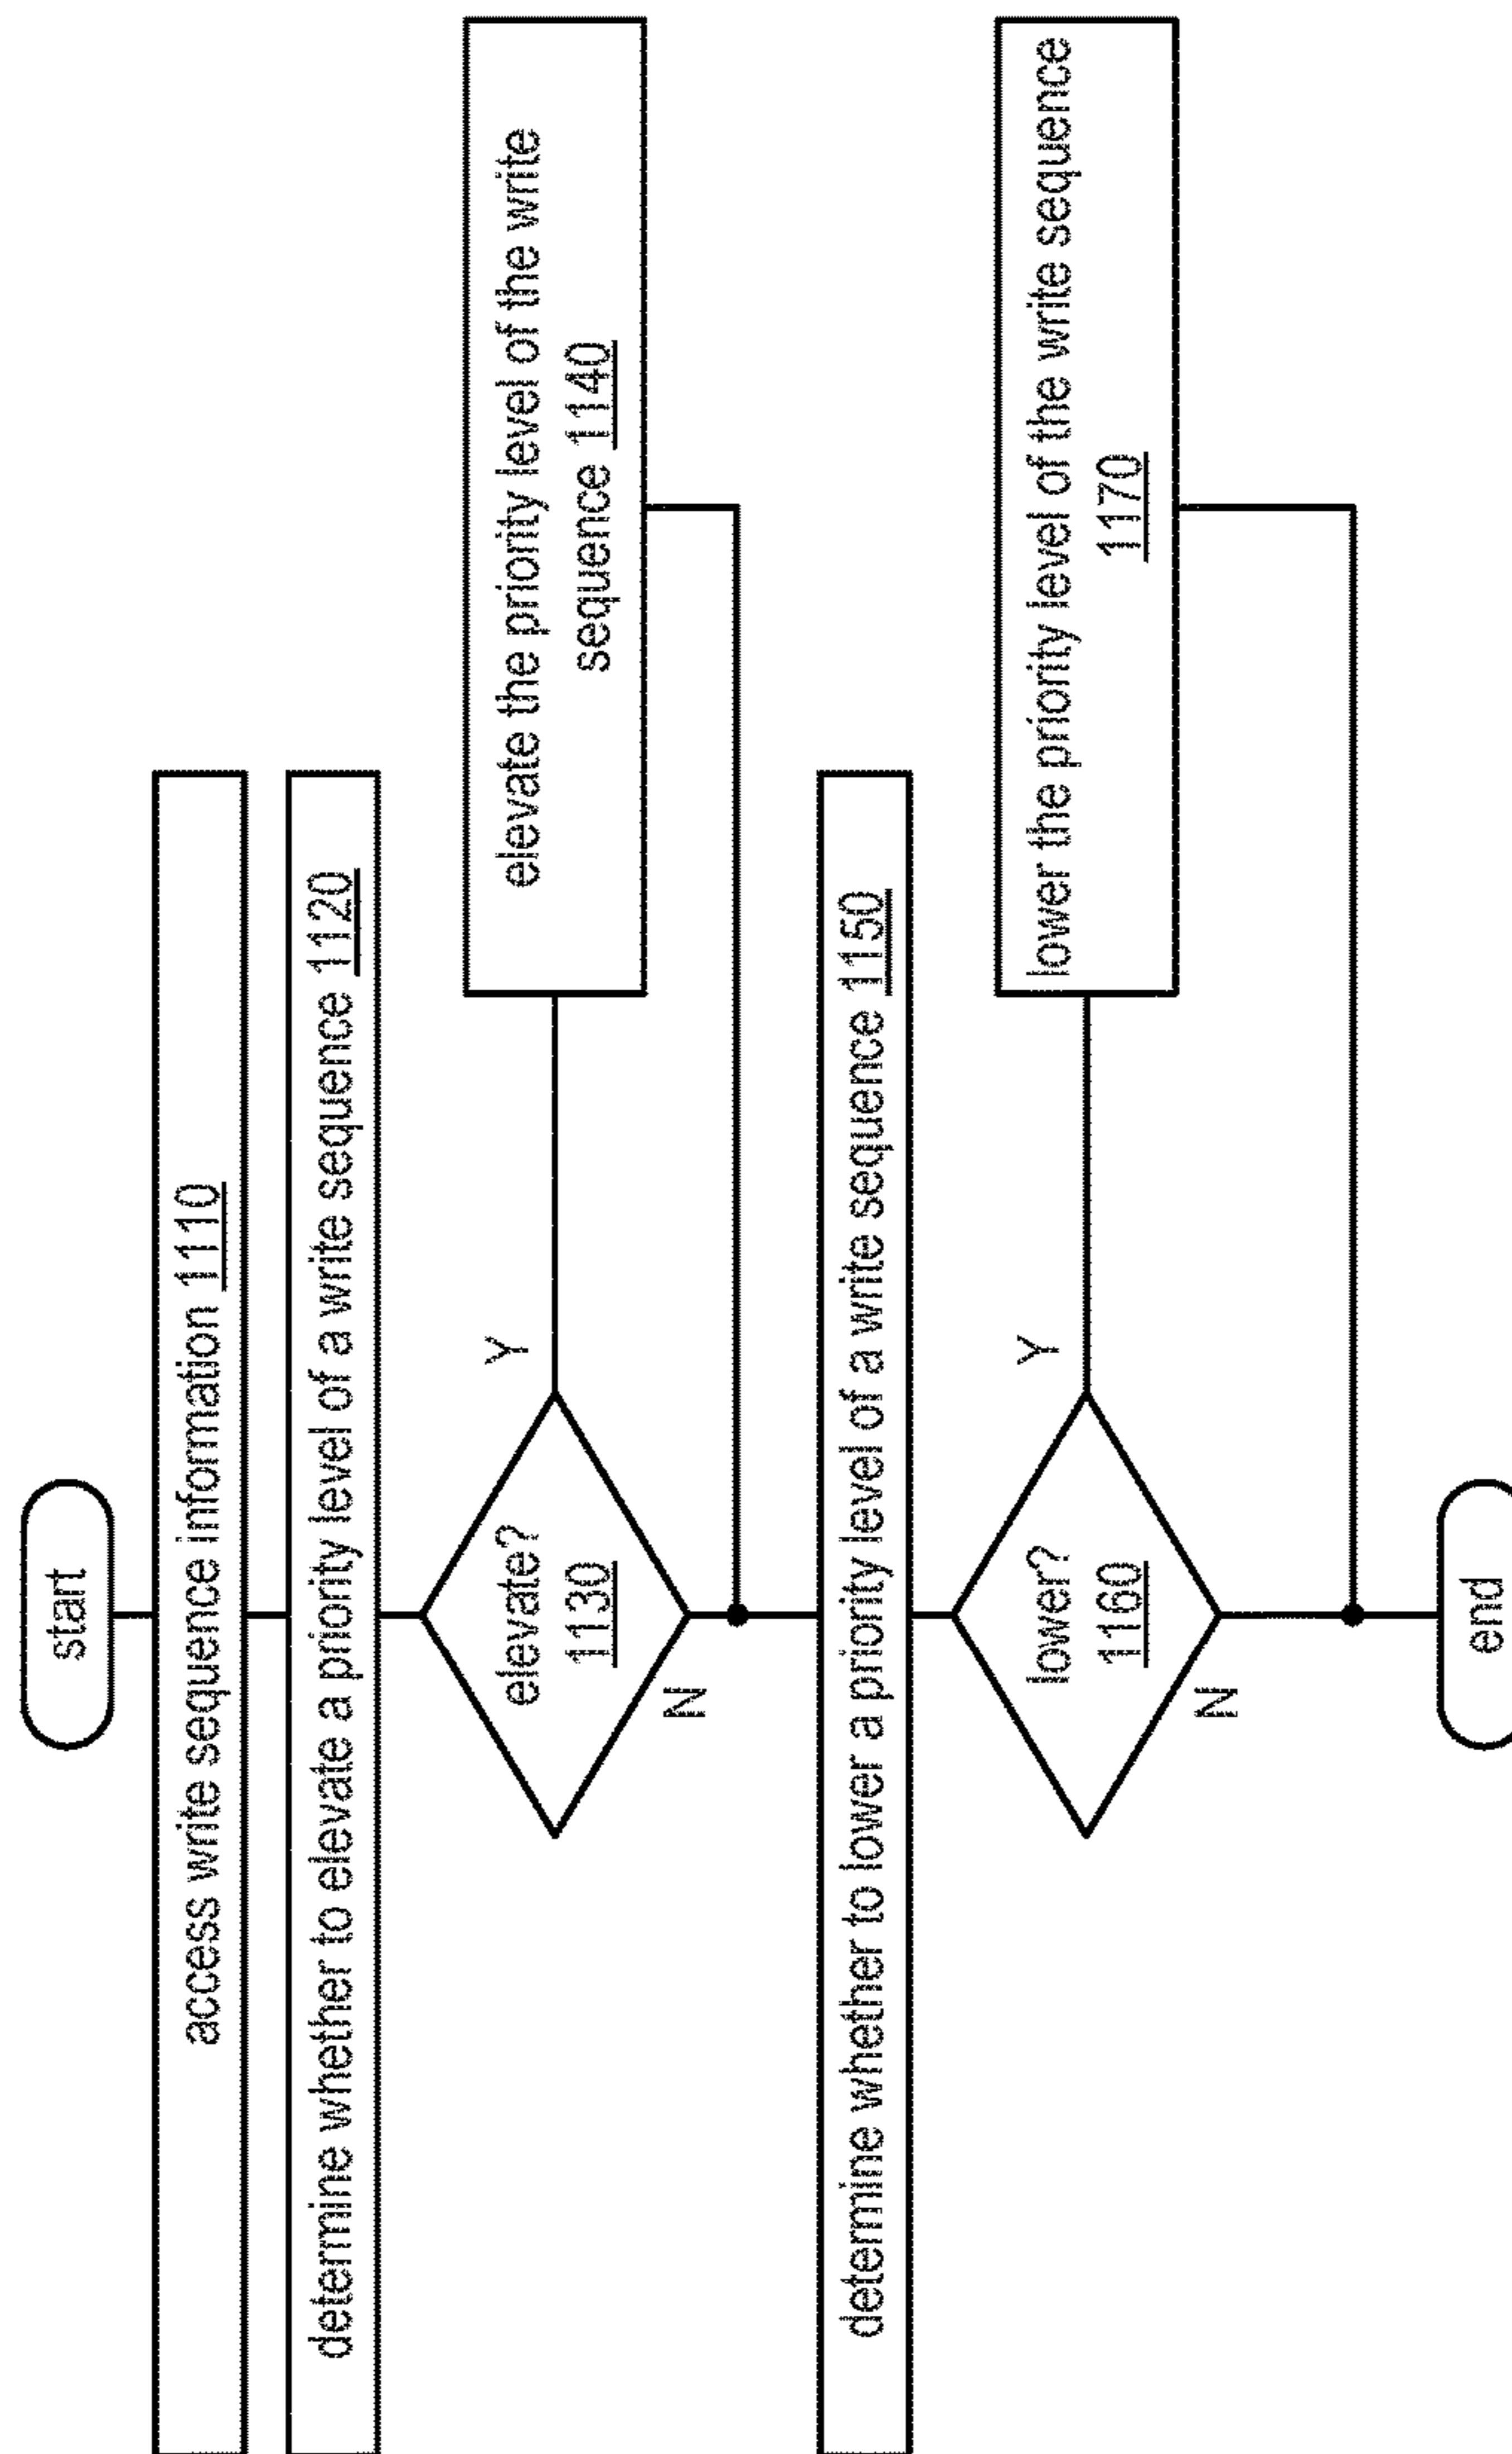 start
access write sequence information 1110
determine whether to elevate a priority level of a write sequence 1120
elevate?
1130
Y
N
elevate the priority level of the write
sequence 1140
determine whether to lower a priority level of a write sequence 1150
lower?
1160
Y
N
lower the priority level of the write sequence
1170
end